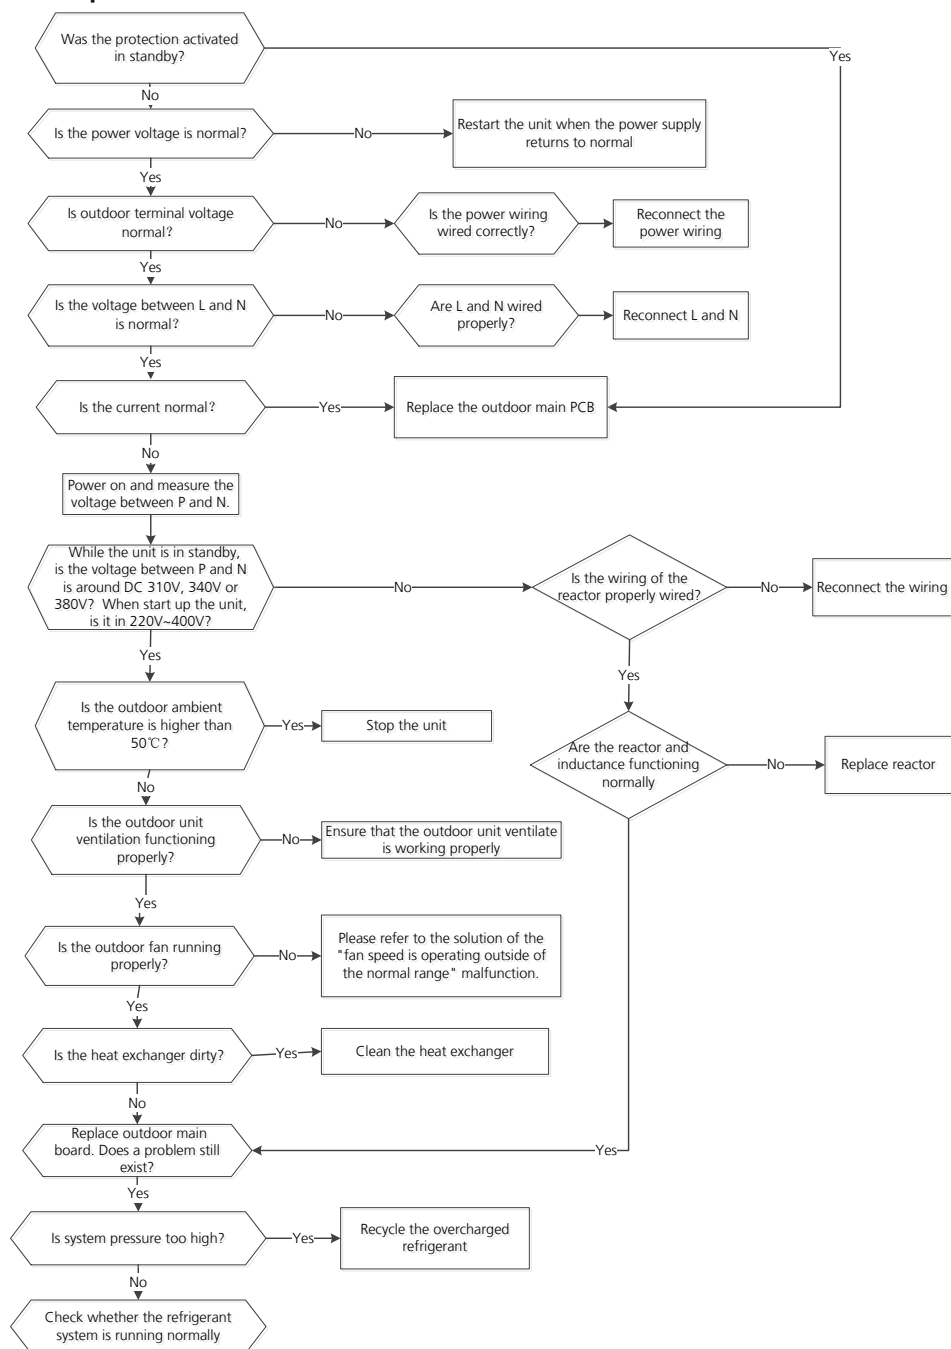 Was the protection activated
in standby?
Yes
No
Is the power voltage is normal?
No
Restart the unit when the power supply
returns to normal
Yes
Is outdoor terminal voltage
normal?
No
Is the power wiring
wired correctly?
Reconnect the
power wiring
Yes
Is the voltage between L and N
is normal?
No
Are L and N wired
properly?
Reconnect L and N
Yes
Is the current normal?
Yes
Replace the outdoor main PCB
No
Power on and measure the
voltage between P and N.
While the unit is in standby,
is the voltage between P and N
is around DC 310V, 340V or
380V? When start up the unit,
is it in 220V~400V?
No
Is the wiring of the
reactor properly wired?
No
Reconnect the wiring
Yes
Yes
Is the outdoor ambient
temperature is higher than
50℃?
Yes
Stop the unit
Are the reactor and
inductance functioning
normally
No
Replace reactor
No
Is the outdoor unit
ventilation functioning
properly?
No
Ensure that the outdoor unit ventilate
is working properly
Yes
Is the outdoor fan running
properly?
No
Please refer to the solution of the
"fan speed is operating outside of
the normal range" malfunction.
Yes
Is the heat exchanger dirty?
Yes
Clean the heat exchanger
No
Replace outdoor main
board. Does a problem still
exist?
Yes
Yes
Is system pressure too high?
Yes
Recycle the overcharged
refrigerant
No
Check whether the refrigerant
system is running normally